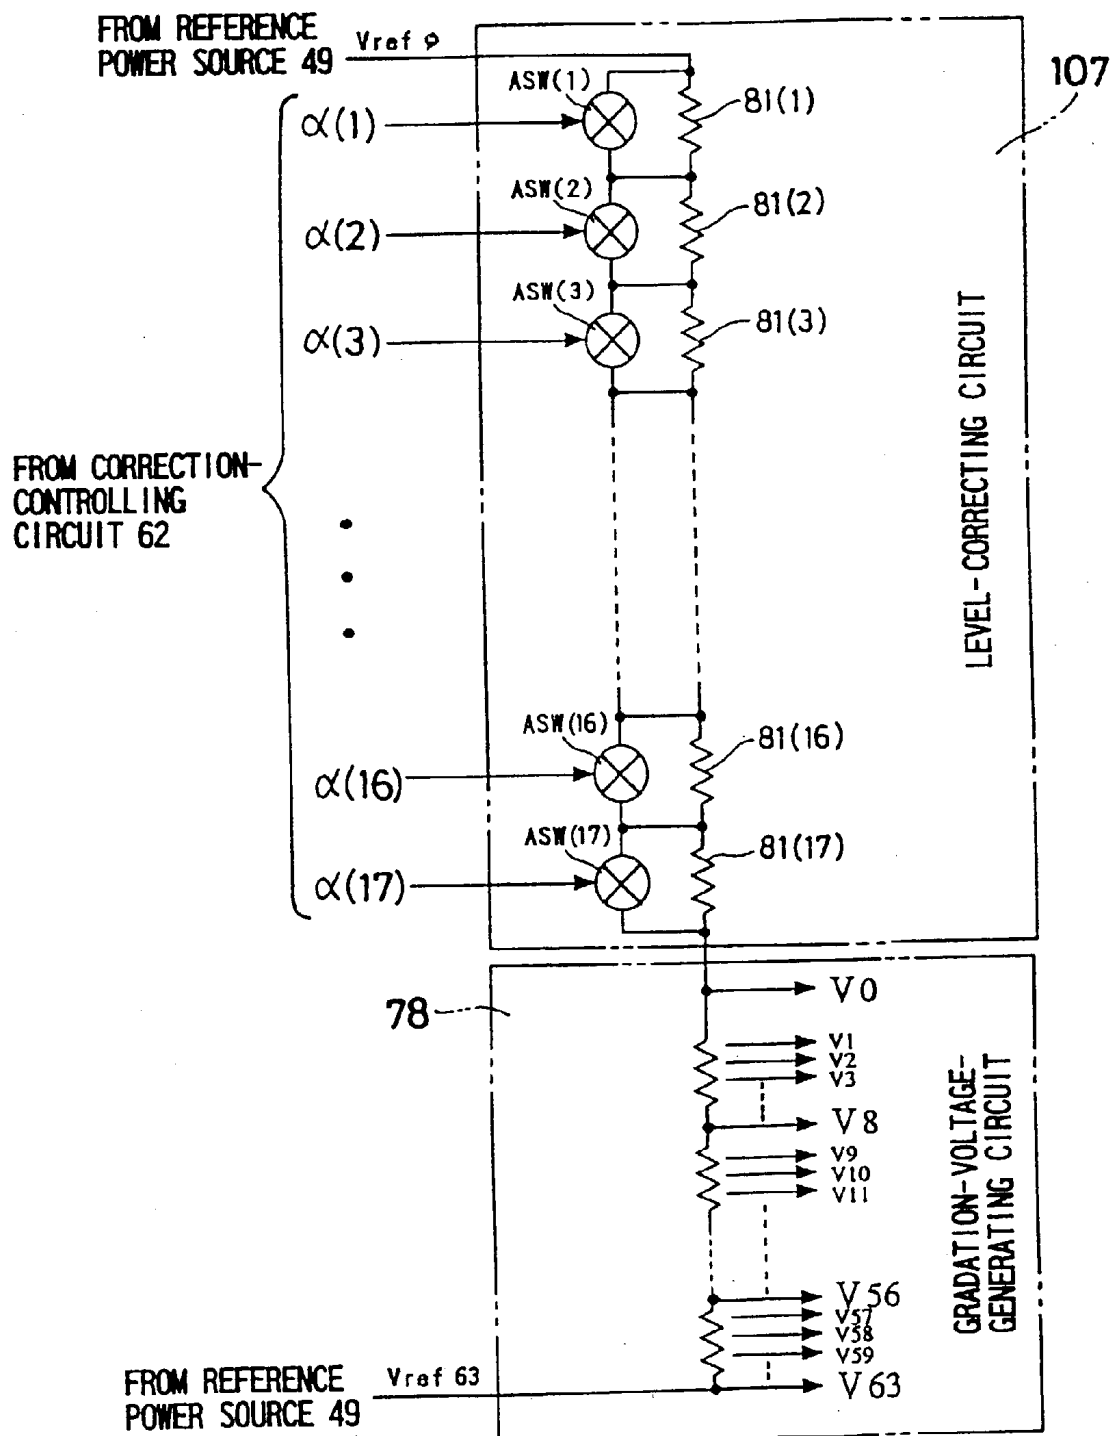 FROM REFERENCE
POWER SOURCE 49
Vref 0
107
ASW(1)
α(1)
81(1)
ASW(2)
α(2)
81(2)
ASW(3)
α(3)
81(3)
FROM CORRECTION-
CONTROLLING
CIRCUIT 62
LEVEL-CORRECTING CIRCUIT
ASW(16)
α(16)
81(16)
ASW(17)
α(17)
81(17)
78
V0
V1
V2
V3
V8
V9
V10
V11
V56
V57
V58
V59
V63
GRADATION-VOLTAGE-
GENERATING CIRCUIT
FROM REFERENCE
POWER SOURCE 49
Vref 63